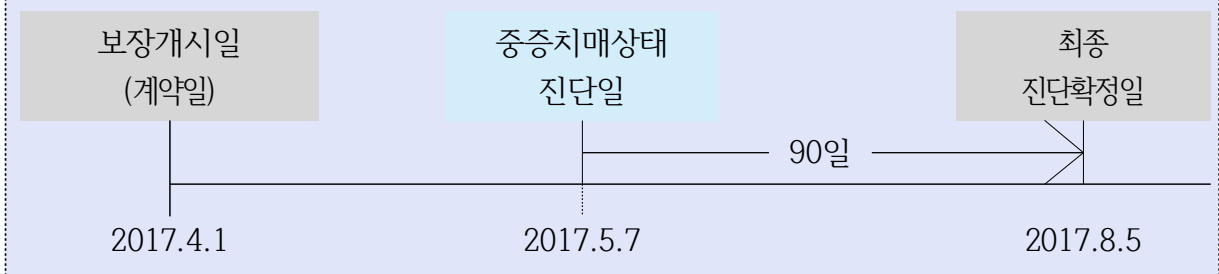 보장개시일
(계약일)
중증치매상태
진단일
최종
진단확정일
90일
2017.4.1
2017.5.7
2017.8.5